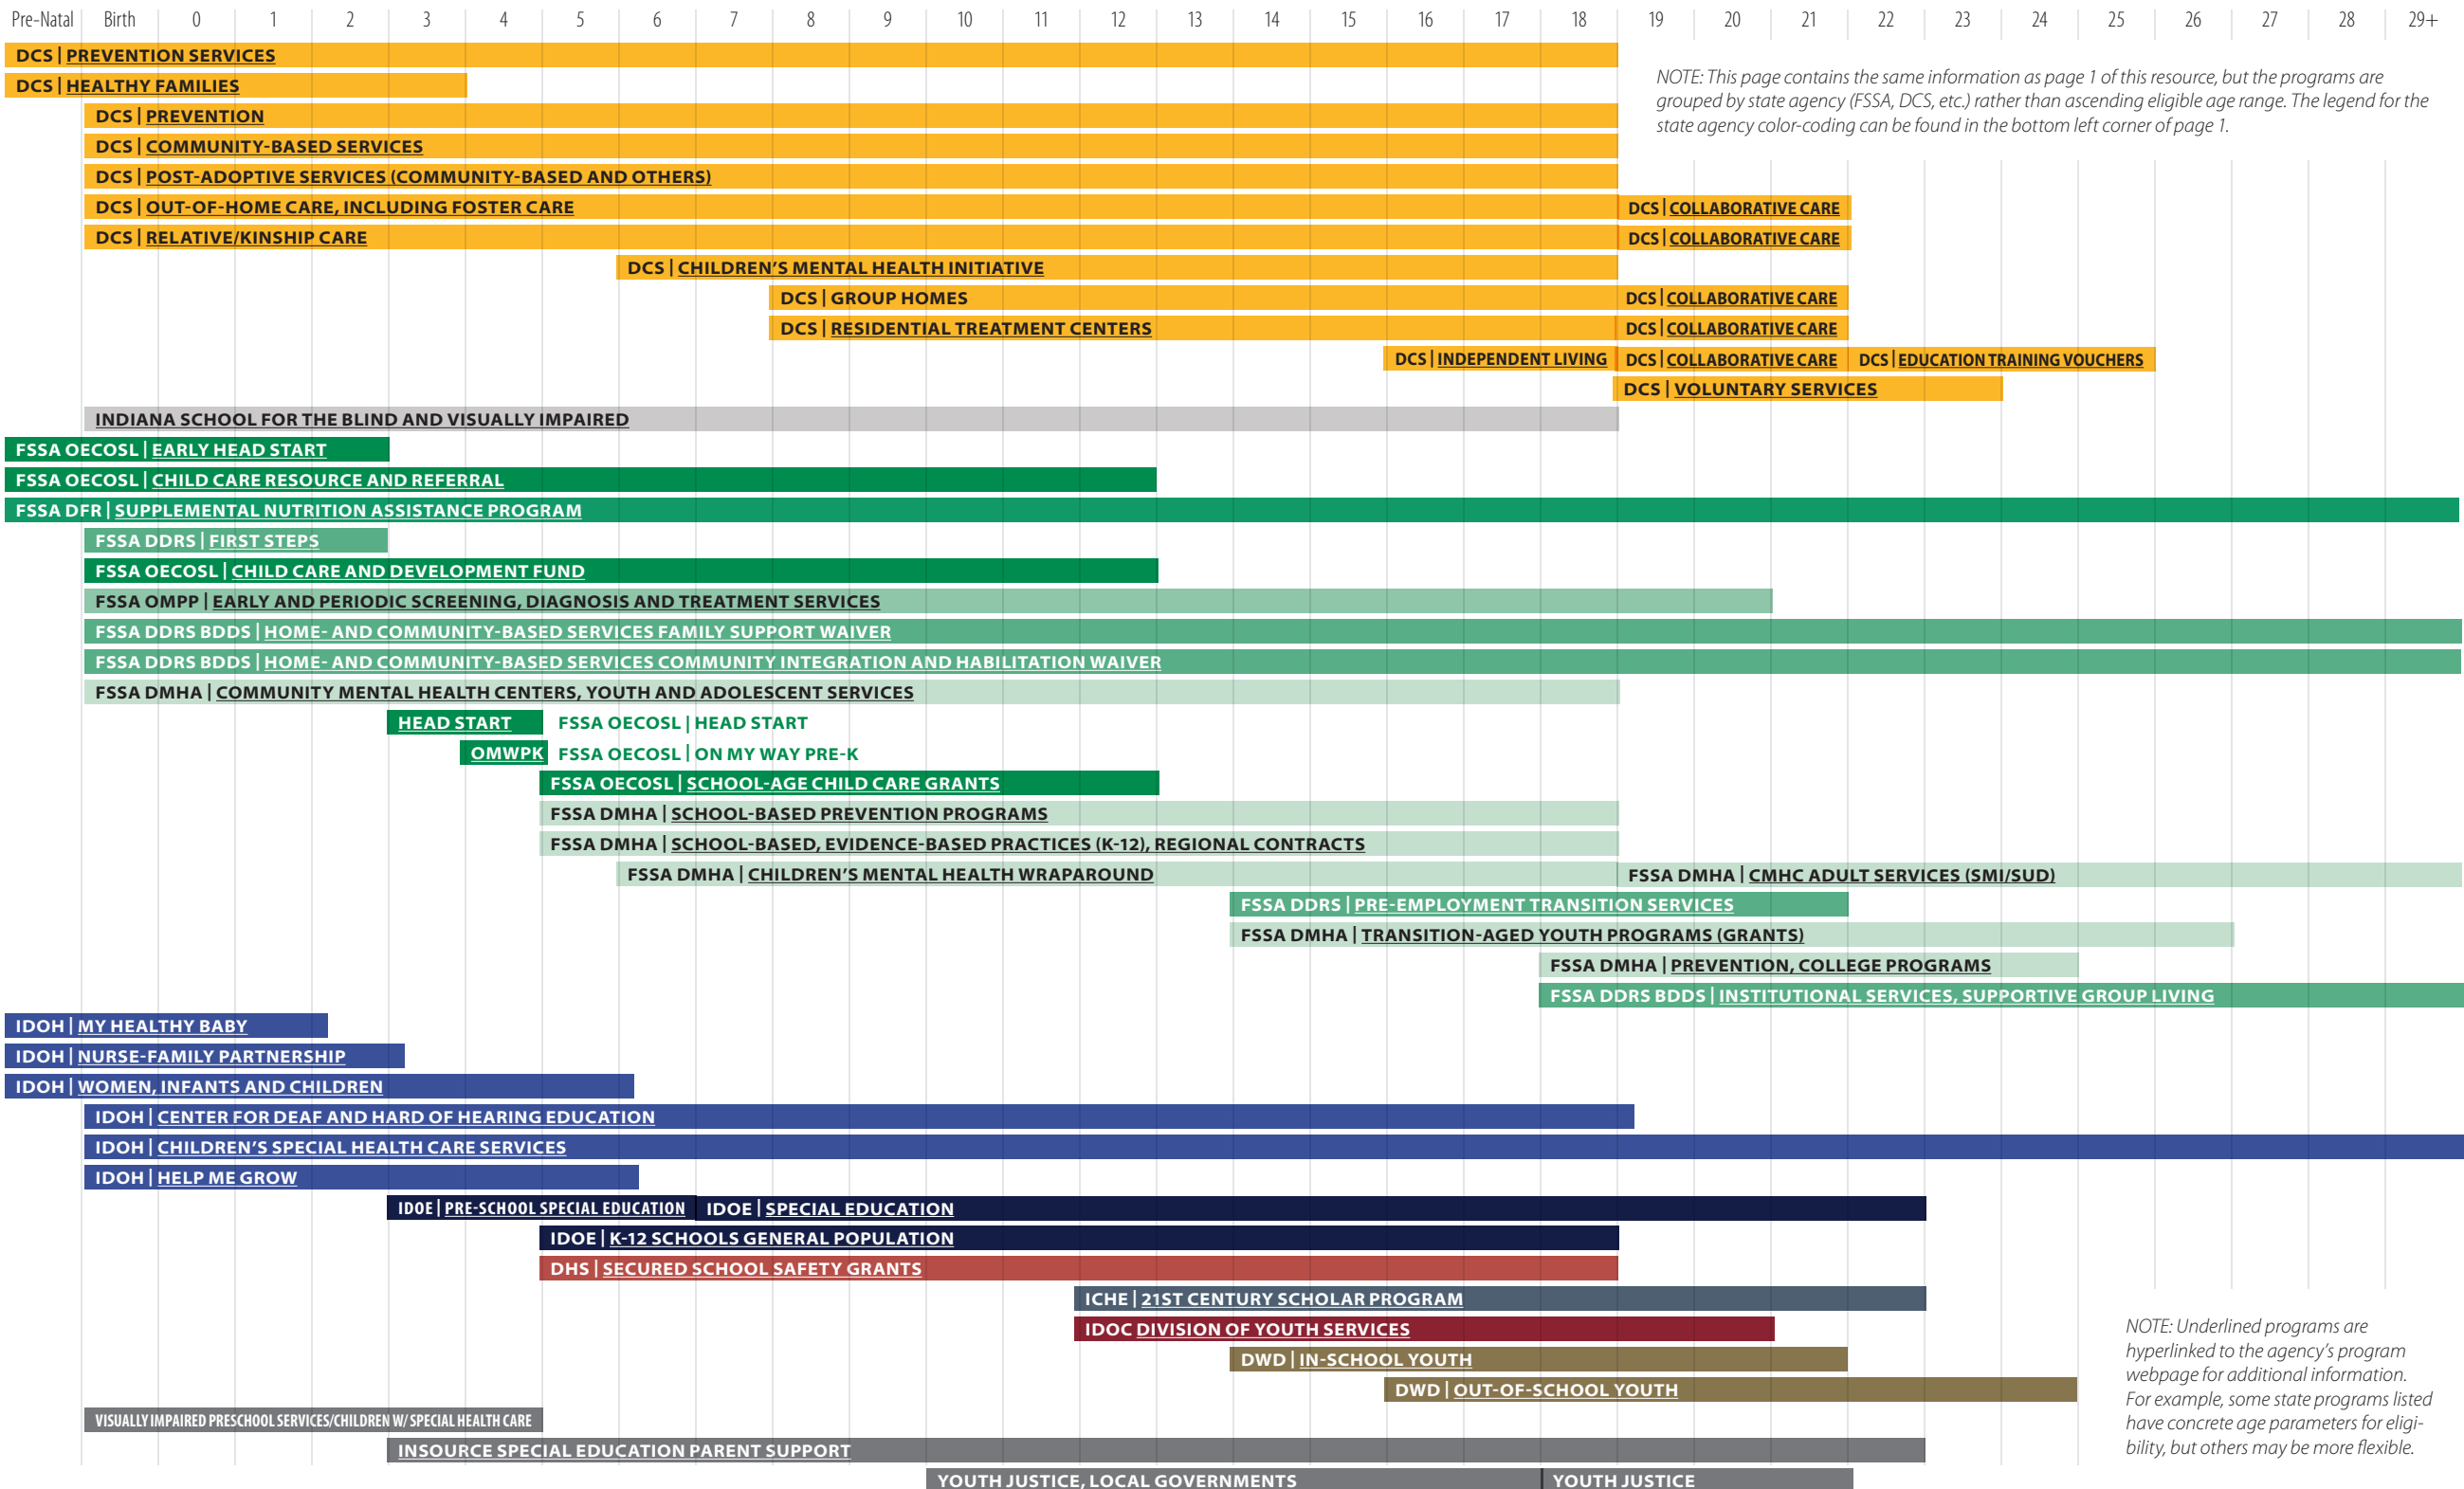 Pre-Natal Birth 0 1 2 3 4 5 6 7 8 9 10 11 12 13 14 15 16 17 18 19 20 21 22 23 24 25 26 27 28 29+
DCS | PREVENTION SERVICES
DCS | HEALTHY FAMILIES
NOTE: This page contains the same information as page 1 of this resource, but the programs are
grouped by state agency (FSSA, DCS, etc.) rather than ascending eligible age range. The legend for the
state agency color-coding can be found in the bottom left corner of page 1.
DCS | PREVENTION
DCS | COMMUNITY-BASED SERVICES
DCS | POST-ADOPTIVE SERVICES (COMMUNITY-BASED AND OTHERS)
DCS | OUT-OF-HOME CARE, INCLUDING FOSTER CARE DCS | COLLABORATIVE CARE
DCS | RELATIVE/KINSHIP CARE DCS | COLLABORATIVE CARE
DCS | CHILDREN'S MENTAL HEALTH INITIATIVE
DCS | GROUP HOMES DCS | COLLABORATIVE CARE
DCS | RESIDENTIAL TREATMENT CENTERS DCS | COLLABORATIVE CARE
DCS | INDEPENDENT LIVING DCS | COLLABORATIVE CARE DCS | EDUCATION TRAINING VOUCHERS
DCS | VOLUNTARY SERVICES
INDIANA SCHOOL FOR THE BLIND AND VISUALLY IMPAIRED
FSSA OECOSL | EARLY HEAD START
FSSA OECOSL | CHILD CARE RESOURCE AND REFERRAL
FSSA DFR | SUPPLEMENTAL NUTRITION ASSISTANCE PROGRAM
FSSA DDRS | FIRST STEPS
FSSA OECOSL | CHILD CARE AND DEVELOPMENT FUND
FSSA OMPP | EARLY AND PERIODIC SCREENING, DIAGNOSIS AND TREATMENT SERVICES
FSSA DDRS BDDS | HOME- AND COMMUNITY-BASED SERVICES FAMILY SUPPORT WAIVER
FSSA DDRS BDDS | HOME- AND COMMUNITY-BASED SERVICES COMMUNITY INTEGRATION AND HABILITATION WAIVER
FSSA DMHA | COMMUNITY MENTAL HEALTH CENTERS, YOUTH AND ADOLESCENT SERVICES
HEAD START FSSA OECOSL | HEAD START
OMWPK FSSA OECOSL | ON MY WAY PRE-K
FSSA OECOSL | SCHOOL-AGE CHILD CARE GRANTS
FSSA DMHA | SCHOOL-BASED PREVENTION PROGRAMS
FSSA DMHA | SCHOOL-BASED, EVIDENCE-BASED PRACTICES (K-12), REGIONAL CONTRACTS
FSSA DMHA | CHILDREN'S MENTAL HEALTH WRAPAROUND FSSA DMHA | CMHC ADULT SERVICES (SMI/SUD)
FSSA DDRS | PRE-EMPLOYMENT TRANSITION SERVICES
FSSA DMHA | TRANSITION-AGED YOUTH PROGRAMS (GRANTS)
FSSA DMHA | PREVENTION, COLLEGE PROGRAMS
FSSA DDRS BDDS | INSTITUTIONAL SERVICES, SUPPORTIVE GROUP LIVING
IDOH | MY HEALTHY BABY
IDOH | NURSE-FAMILY PARTNERSHIP
IDOH | WOMEN, INFANTS AND CHILDREN
IDOH | CENTER FOR DEAF AND HARD OF HEARING EDUCATION
IDOH | CHILDREN'S SPECIAL HEALTH CARE SERVICES
IDOH | HELP ME GROW
IDOE | PRE-SCHOOL SPECIAL EDUCATION IDOE | SPECIAL EDUCATION
IDOE | K-12 SCHOOLS GENERAL POPULATION
DHS | SECURED SCHOOL SAFETY GRANTS
ICHE | 21ST CENTURY SCHOLAR PROGRAM
IDOC DIVISION OF YOUTH SERVICES
DWD | IN-SCHOOL YOUTH
DWD | OUT-OF-SCHOOL YOUTH
VISUALLY IMPAIRED PRESCHOOL SERVICES/CHILDREN W/ SPECIAL HEALTH CARE
INSOURCE SPECIAL EDUCATION PARENT SUPPORT
YOUTH JUSTICE, LOCAL GOVERNMENTS YOUTH JUSTICE
NOTE: Underlined programs are
hyperlinked to the agency's program
webpage for additional information.
For example, some state programs listed
have concrete age parameters for eligi-
bility, but others may be more flexible.